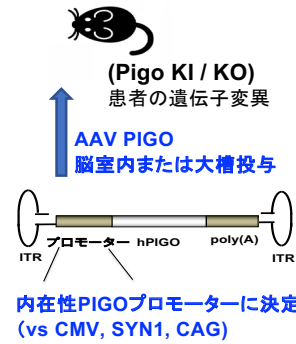 (Pigo KI / KO)
患者の遺伝子変異
AAV PIGO
脳室内または大槽投与
プロモーター hPIGO poly(A)
ITR ITR
内在性PIGOプロモーターに決定
(vs CMV, SYN1, CAG)